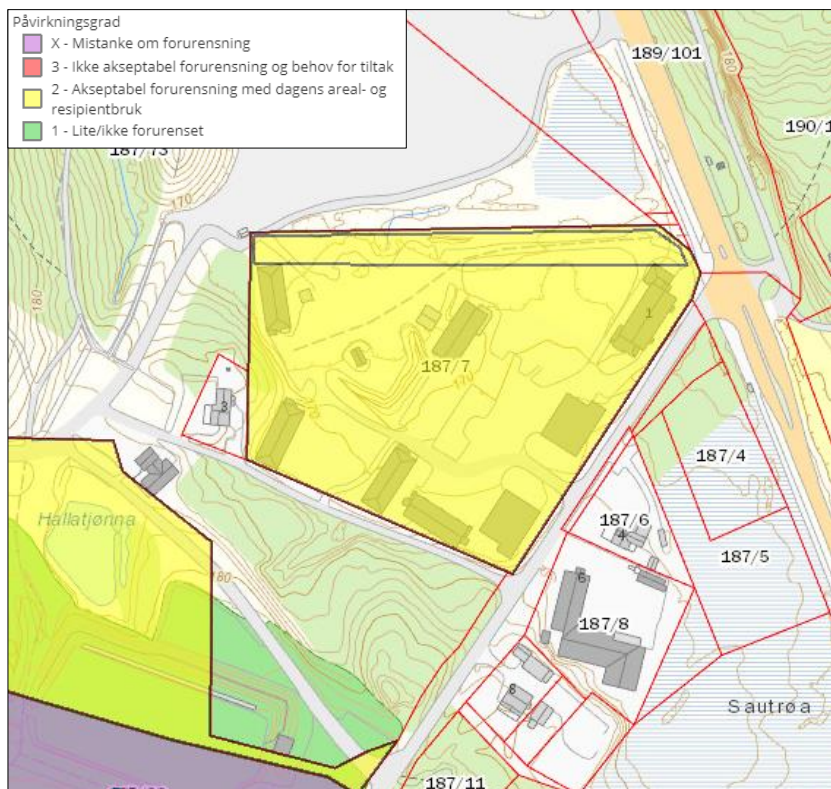 Påvirkningsgrad
X - Mistanke om forurensning
3 - Ikke akseptabel forurensning og behov for tiltak
2 - Akseptabel forurensning med dagens areal- og
resipientbruk
1 - Lite/ikke forurenset
189/101
180
190/1
187/73
170
180
1
187/7
170
170
3
187/4
Hallatjønna
187/6
4
187/5
180
6
187/8
8
Sautrøa
187/11